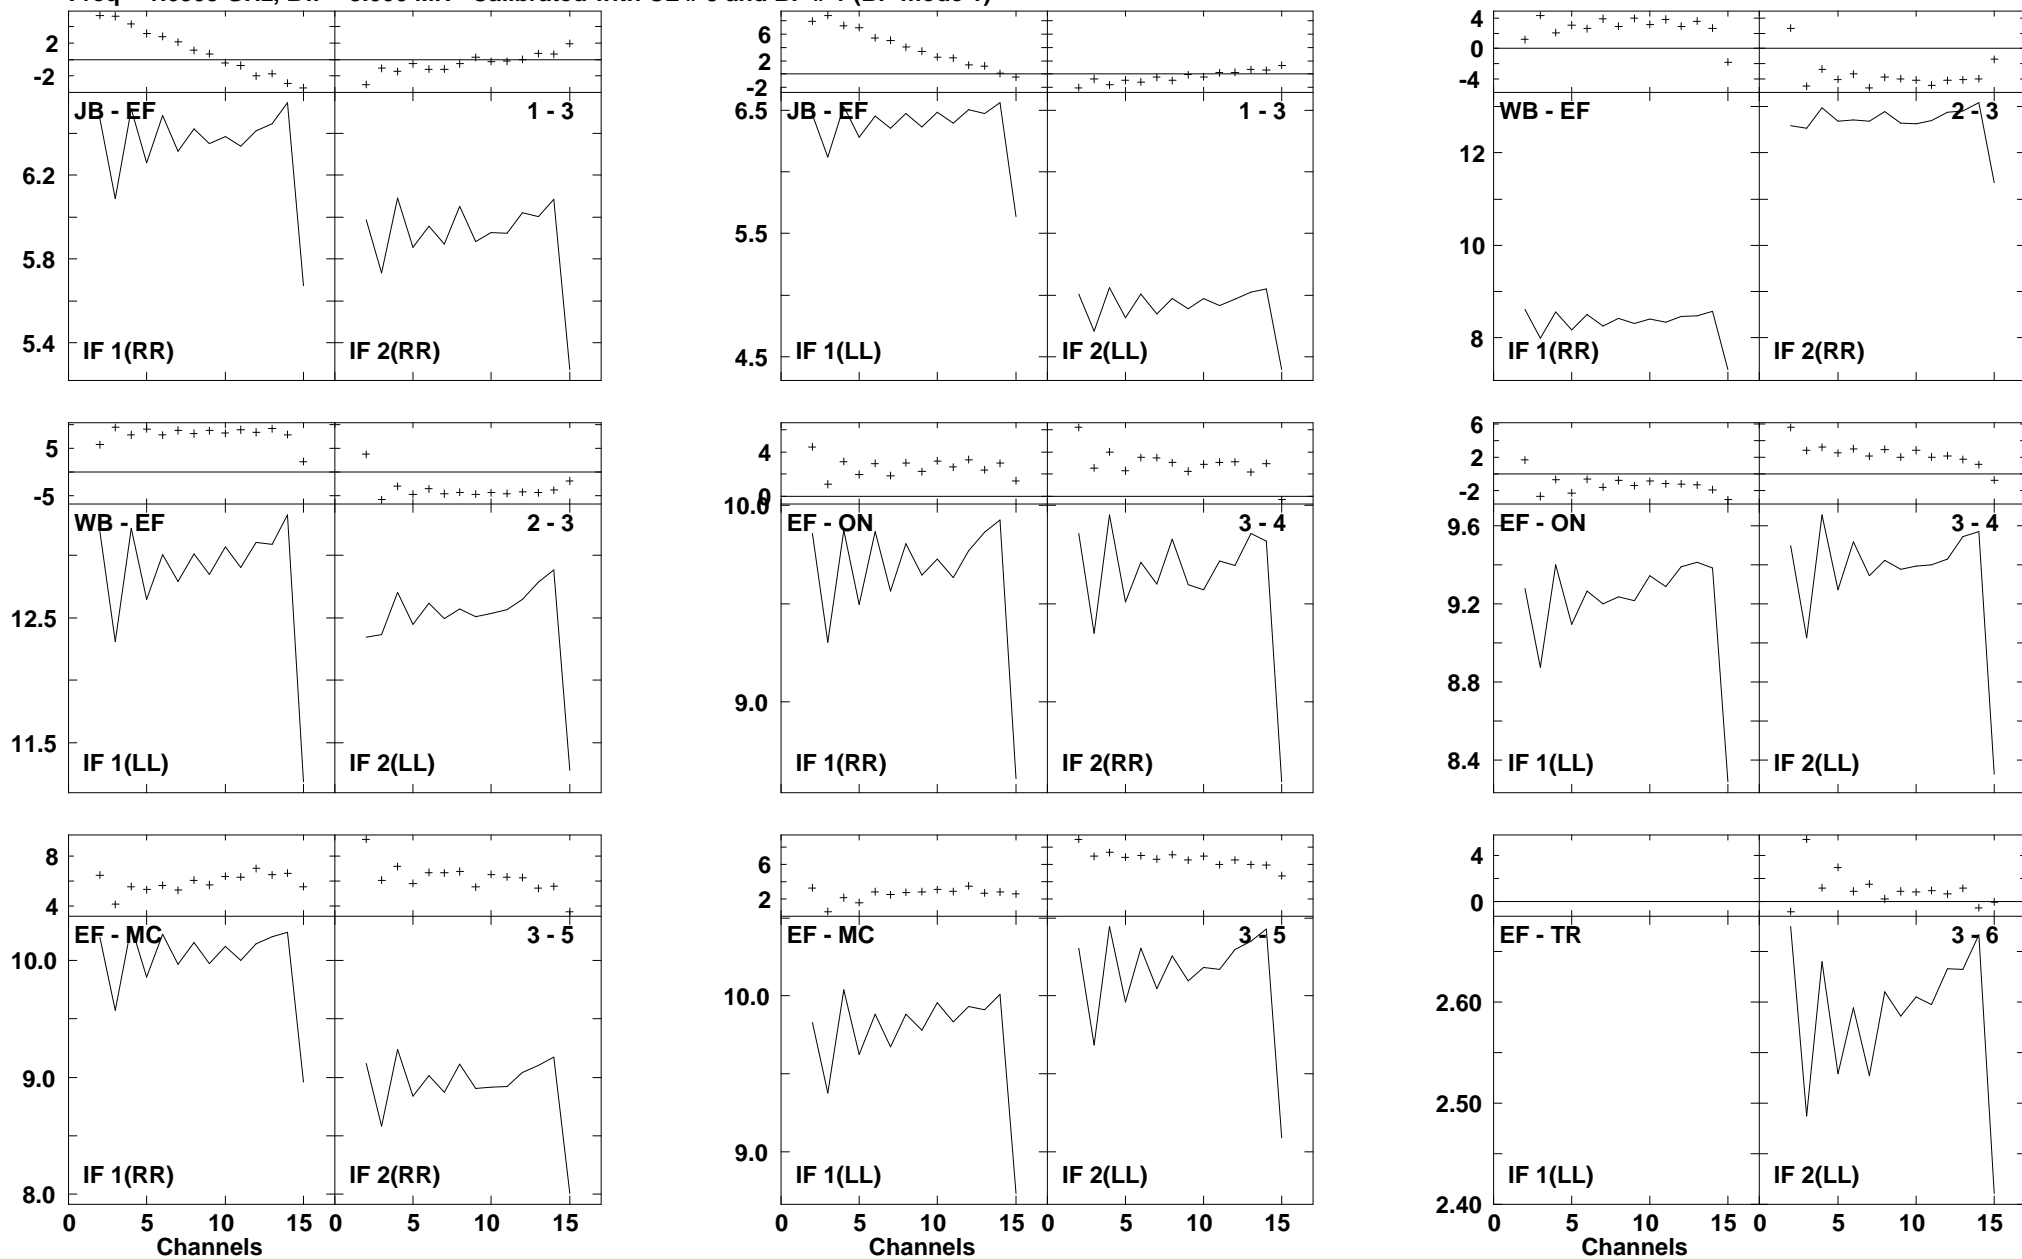 2
-2
JB - EF
1 - 3
6.2
5.8
5.4
IF 1(RR)
IF 2(RR)
6
2
-2
JB - EF
1 - 3
6.5
5.5
4.5
IF 1(LL)
IF 2(LL)
4
0
-4
WB - EF
2 - 3
12
10
8
IF 1(RR)
IF 2(RR)
5
-5
WB - EF
2 - 3
12.5
11.5
IF 1(LL)
IF 2(LL)
4
0
10.0
EF - ON
3 - 4
9.0
IF 1(RR)
IF 2(RR)
6
2
-2
EF - ON
3 - 4
9.6
9.2
8.8
8.4
IF 1(LL)
IF 2(LL)
8
4
EF - MC
3 - 5
10.0
9.0
8.0
IF 1(RR)
IF 2(RR)
0 5 10 15 0 5 10 15
Channels
6
2
EF - MC
3 - 5
10.0
9.0
IF 1(LL)
IF 2(LL)
0 5 10 15 0 5 10 15
Channels
4
0
EF - TR
3 - 6
2.60
2.50
2.40
IF 1(LL)
IF 2(LL)
0 5 10 15 0 5 10 15